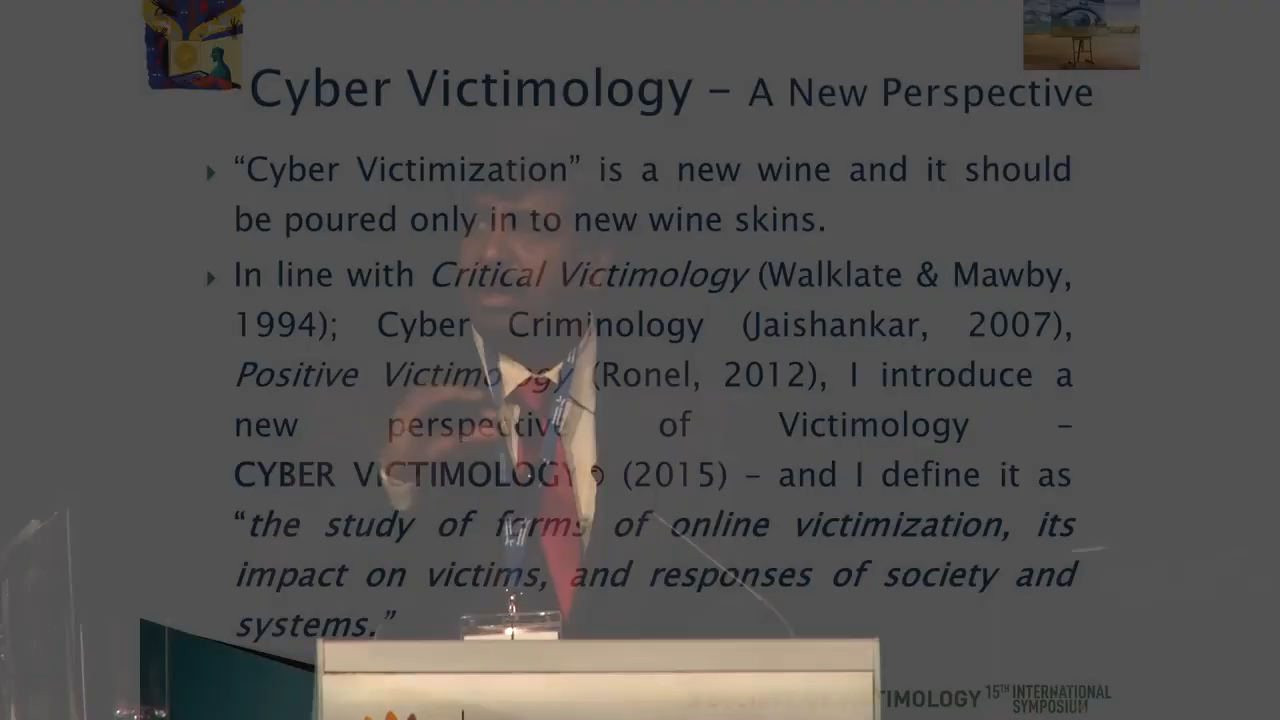 Cyber Victimology – A New Perspective
“Cyber Victimization” is a new wine and it should
be poured only in to new wine skins.
In line with Critical Victimology (Walklate & Mawby,
1994); Cyber Criminology (Jaishankar, 2007),
Positive Victimology (Ronel, 2012), I introduce a
new perspective of Victimology –
CYBER VICTIMOLOGY © (2015) – and I define it as
“the study of forms of online victimization, its
impact on victims, and responses of society and
systems.”
15TH INTERNATIONAL
SYMPOSIUM